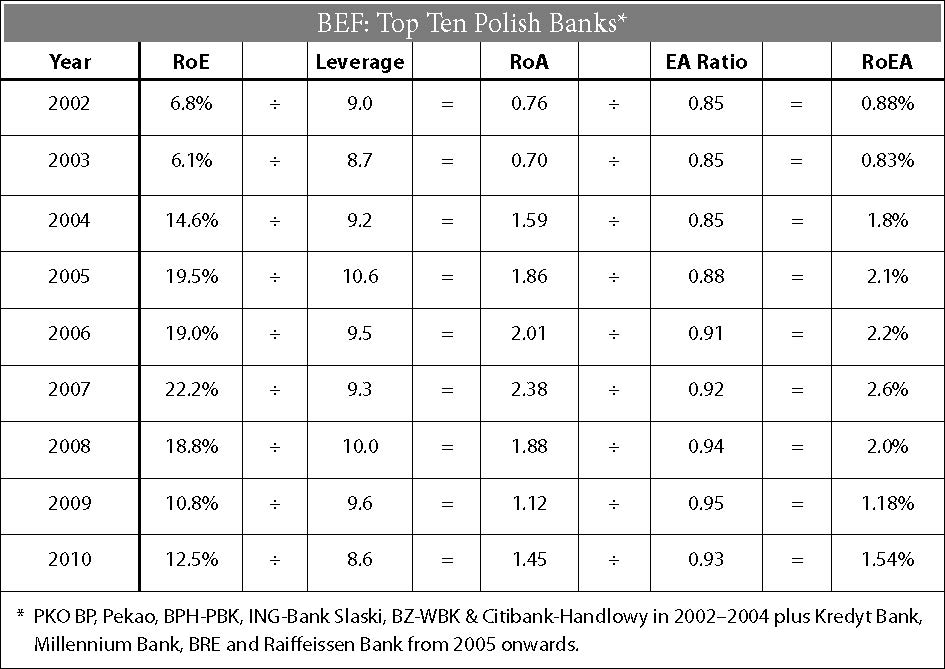 BEF: Top Ten Polish Banks*
Year RoE Leverage RoA EA Ratio RoEA
2002 6.8% ÷ 9.0 = 0.76 ÷ 0.85 = 0.88%
2003 6.1% ÷ 8.7 = 0.70 ÷ 0.85 = 0.83%
2004 14.6% ÷ 9.2 = 1.59 ÷ 0.85 = 1.8%
2005 19.5% ÷ 10.6 = 1.86 ÷ 0.88 = 2.1%
2006 19.0% ÷ 9.5 = 2.01 ÷ 0.91 = 2.2%
2007 22.2% ÷ 9.3 = 2.38 ÷ 0.92 = 2.6%
2008 18.8% ÷ 10.0 = 1.88 ÷ 0.94 = 2.0%
2009 10.8% ÷ 9.6 = 1.12 ÷ 0.95 = 1.18%
2010 12.5% ÷ 8.6 = 1.45 ÷ 0.93 = 1.54%
* PKO BP, Pekao, BPH-PBK, ING-Bank Slaski, BZ-WBK & Citibank-Handlowy in 2002–2004 plus Kredyt Bank,
Millennium Bank, BRE and Raiffeissen Bank from 2005 onwards.